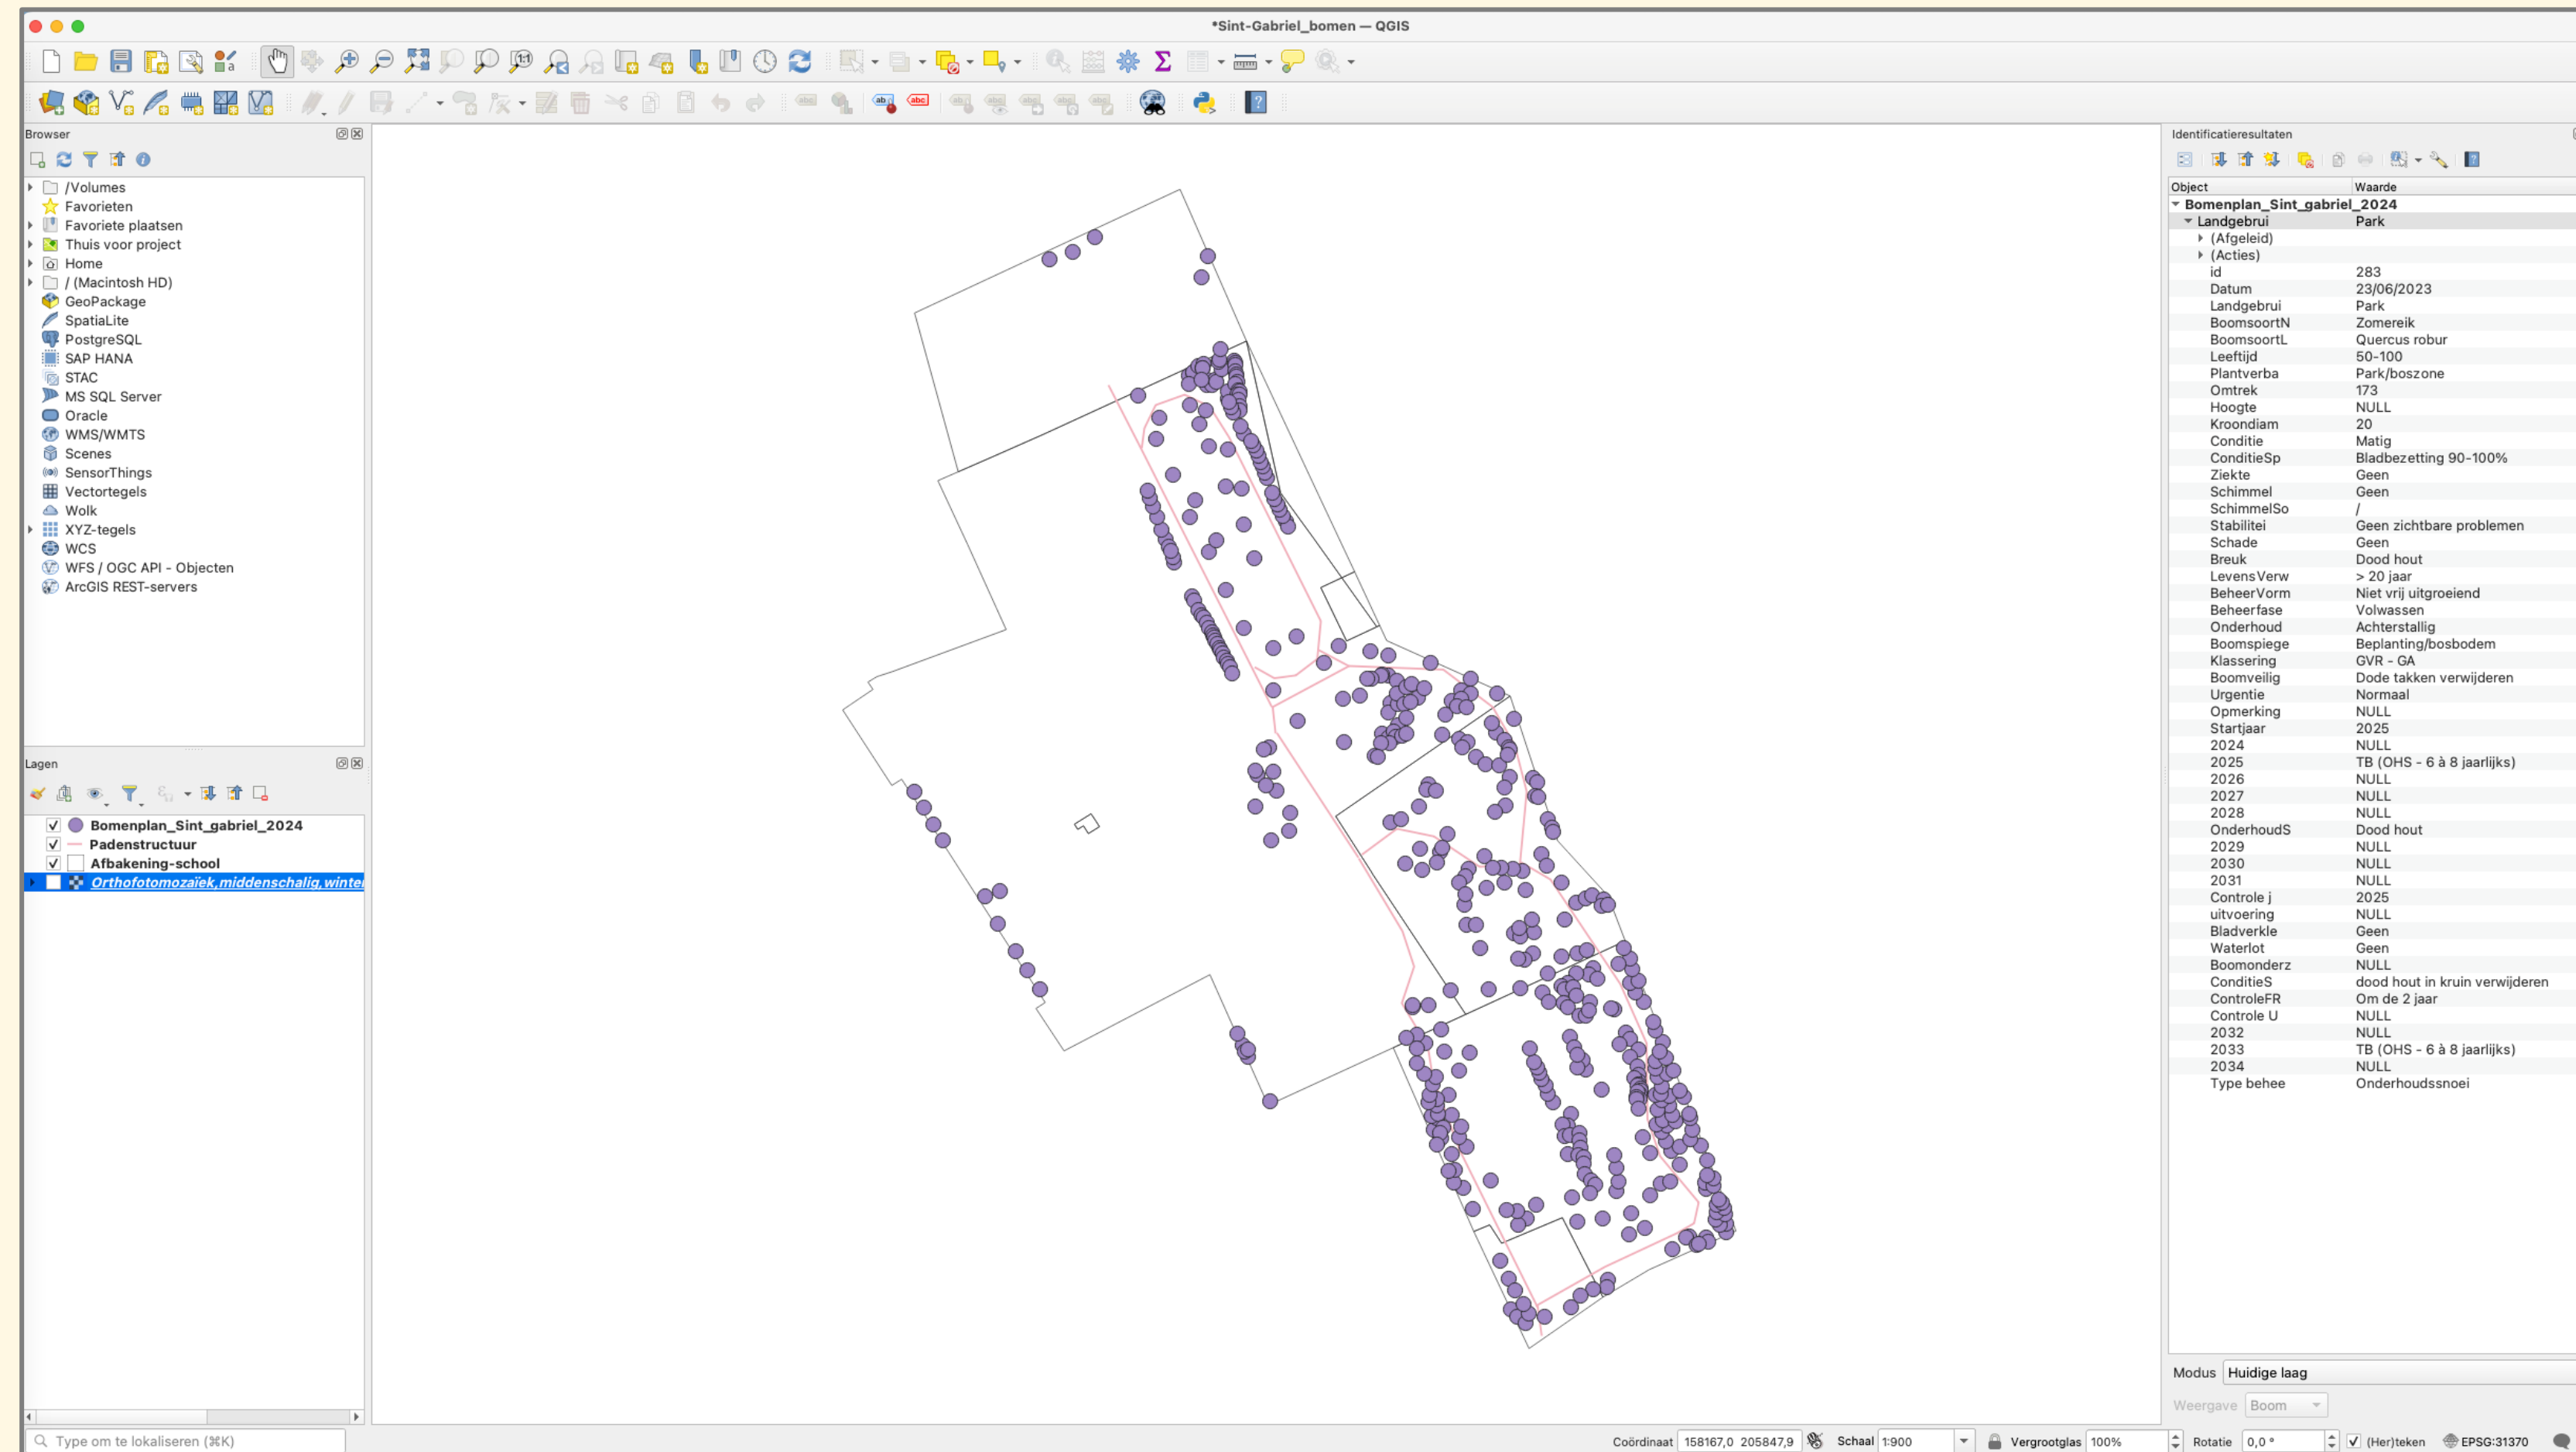 *Sint-Gabriel_bomen — QGIS
Browser
/Volumes
Favorieten
Favoriete plaatsen
Thuis voor project
Home
/ (Macintosh HD)
GeoPackage
SpatiaLite
PostgreSQL
SAP HANA
STAC
MS SQL Server
Oracle
WMS/WMTS
Scenes
SensorThings
Vectortegels
Wolk
XYZ-tegels
WCS
WFS / OGC API - Objecten
ArcGIS REST-servers
Lagen
Bomenplan_Sint_gabriel_2024
Padenstructuur
Afbakening-school
Orthofotomozaïek,middenschalig,winter
Type om te lokaliseren (⌘K)
Identificatieresultaten
Object Waarde
Bomenplan_Sint_gabriel_2024
Landgebrui Park
(Afgeleid)
(Acties)
id 283
Datum 23/06/2023
Landgebrui Park
BoomsoortN Zomereik
BoomsoortL Quercus robur
Leeftijd 50-100
Plantverba Park/boszone
Omtrek 173
Hoogte NULL
Kroondiam 20
Conditie Matig
ConditieSp Bladbezetting 90-100%
Ziekte Geen
Schimmel Geen
SchimmelSo /
Stabilitei Geen zichtbare problemen
Schade Geen
Breuk Dood hout
LevensVerw > 20 jaar
BeheerVorm Niet vrij uitgroeiend
Beheerfase Volwassen
Onderhoud Achterstallig
Boomspiege Beplanting/bosbodem
Klassering GVR - GA
Boomveilig Dode takken verwijderen
Urgentie Normaal
Opmerking NULL
Startjaar 2025
2024 NULL
2025 TB (OHS - 6 à 8 jaarlijks)
2026 NULL
2027 NULL
2028 NULL
OnderhoudS Dood hout
2029 NULL
2030 NULL
2031 NULL
Controle j 2025
uitvoering NULL
Bladverkle Geen
Waterlot Geen
Boomonderz NULL
ConditieS dood hout in kruin verwijderen
ControleFR Om de 2 jaar
Controle U NULL
2032 NULL
2033 TB (OHS - 6 à 8 jaarlijks)
2034 NULL
Type behee Onderhoudssnoei
Modus Huidige laag
Weergave Boom
Coördinaat 158167,0 205847,9 Schaal 1:900 Vergrootglas 100% Rotatie 0,0 ° (Her)teken EPSG:31370